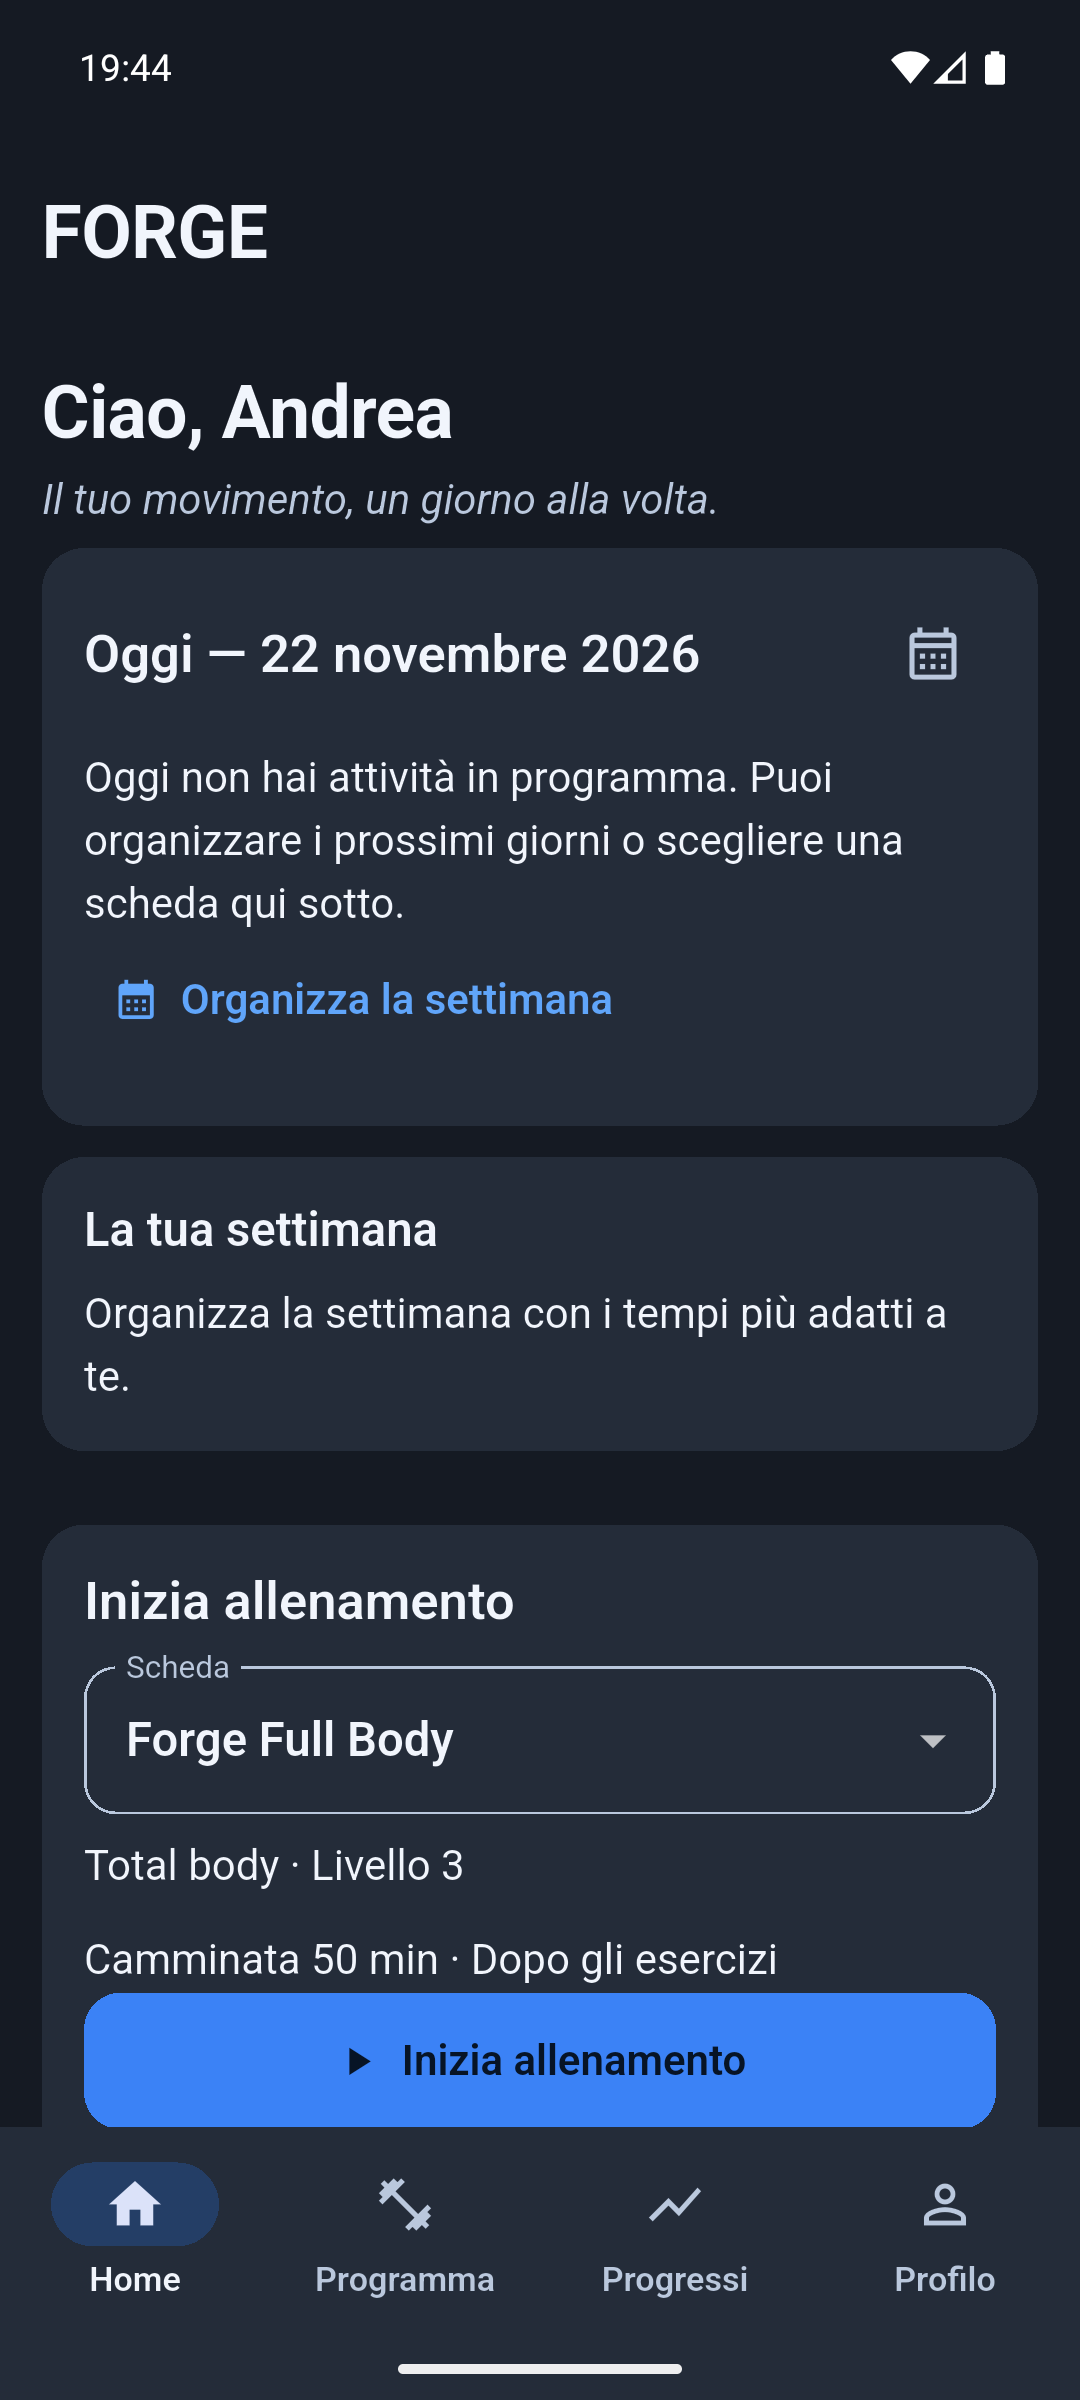 19:44
FORGE
Ciao, Andrea
Il tuo movimento, un giorno alla volta.
Oggi — 22 novembre 2026
Oggi non hai attività in programma. Puoi
organizzare i prossimi giorni o scegliere una
scheda qui sotto.
Organizza la settimana
La tua settimana
Organizza la settimana con i tempi più adatti a
te.
Inizia allenamento
Scheda
Forge Full Body
Total body · Livello 3
Camminata 50 min · Dopo gli esercizi
Inizia allenamento
Home
Programma
Progressi
Profilo